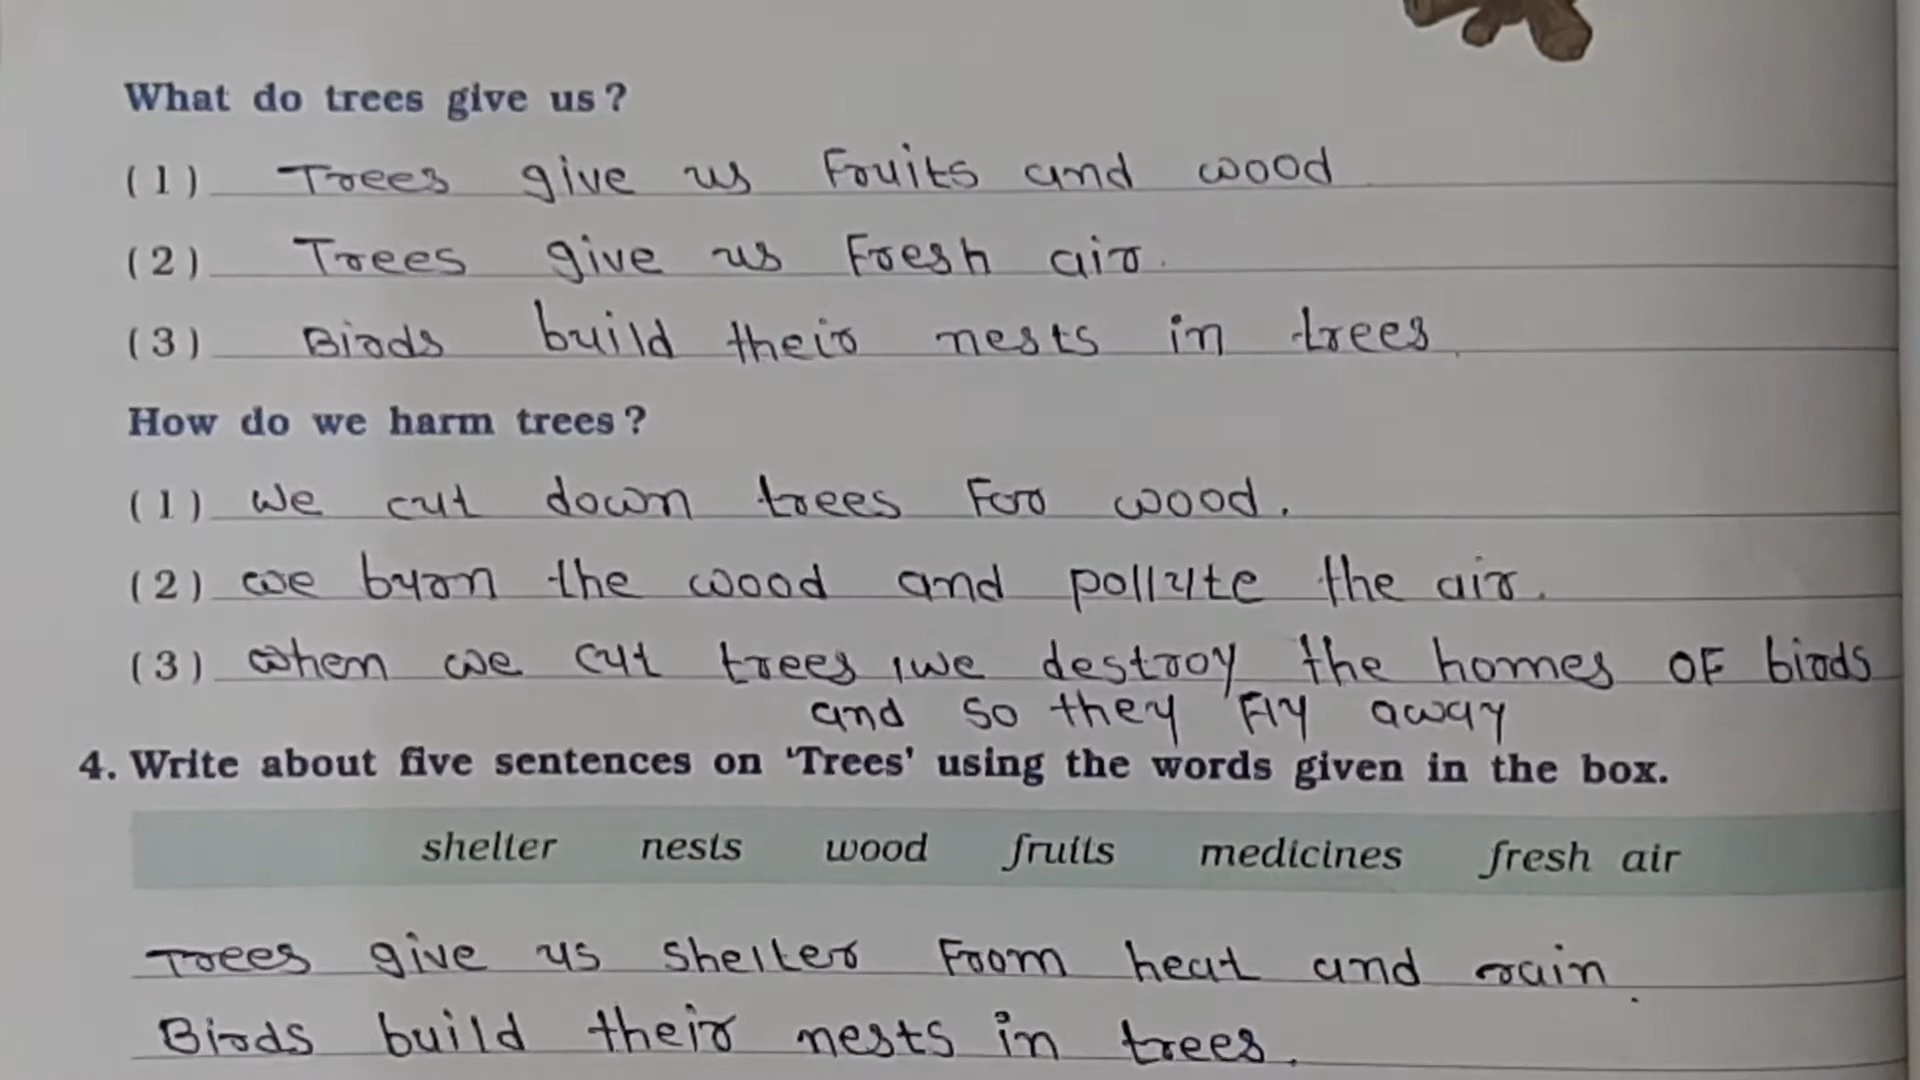 What do trees give us?
(1) Trees give us Fruits and wood
(2) Trees give us Fresh air.
(3) Birds build their nests in trees.
How do we harm trees?
(1) We cut down trees For wood.
(2) we burn the wood and pollute the air.
(3) when we cut trees, we destroy the homes OF birds
and so they Fly away
4. Write about five sentences on 'Trees' using the words given in the box.
shelter nests wood fruits medicines fresh air
Trees give us shelter From heat and rain.
Birds build their nests in trees.